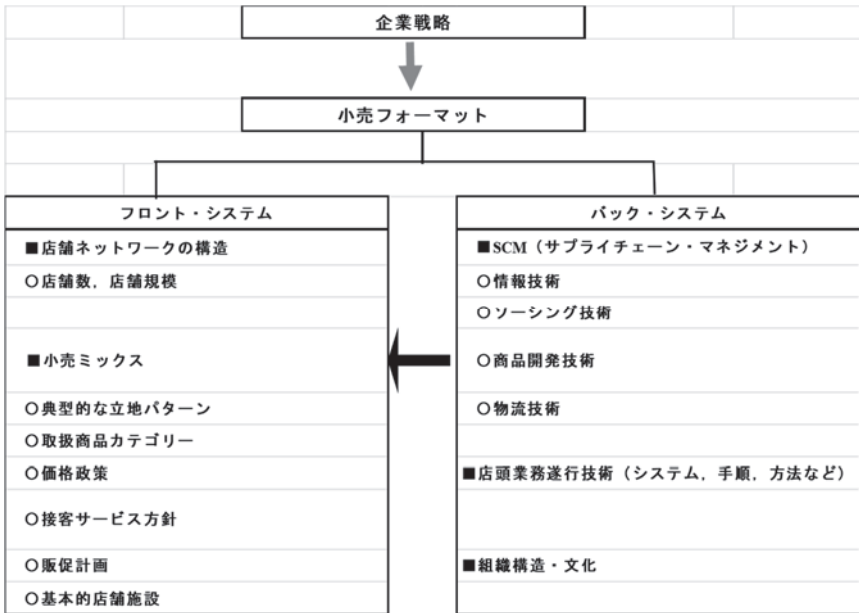 企業戦略
小売フォーマット
フロント・システム
■店舗ネットワークの構造
○店舗数，店舗規模
■小売ミックス
○典型的な立地パターン
○取扱商品カテゴリー
○価格政策
○接客サービス方針
○販促計画
○基本的店舗施設
バック・システム
■SCM（サプライチェーン・マネジメント）
○情報技術
○ソーシング技術
○商品開発技術
○物流技術
■店頭業務遂行技術（システム，手順，方法など）
■組織構造・文化